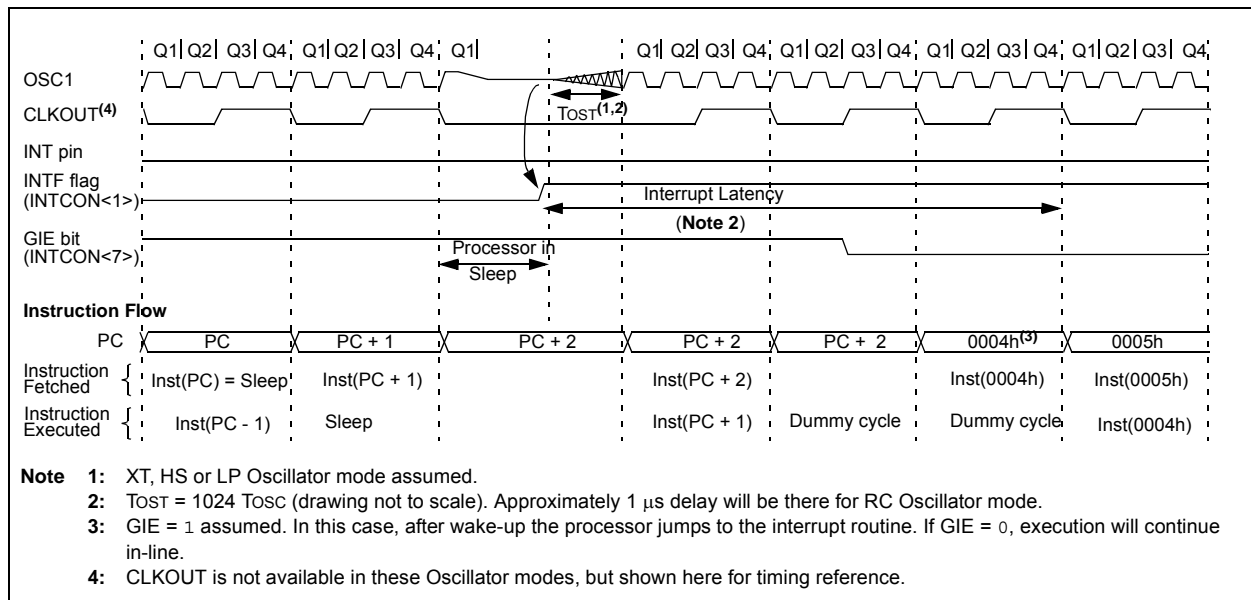 Q1 Q2 Q3 Q4 Q1 Q2 Q3 Q4 Q1 Q1 Q2 Q3 Q4 Q1 Q2 Q3 Q4 Q1 Q2 Q3 Q4 Q1 Q2 Q3 Q4
OSC1
CLKOUT(4)
TOST(1,2)
INT pin
INTF flag
(INTCON<1>)
Interrupt Latency
(Note 2)
GIE bit
(INTCON<7>)
Processor in
Sleep
Instruction Flow
PC PC PC + 1 PC + 2 PC + 2 PC + 2 0004h(3) 0005h
Instruction
Fetched { Inst(PC) = Sleep Inst(PC + 1) Inst(PC + 2) Inst(0004h) Inst(0005h)
Instruction
Executed { Inst(PC - 1) Sleep Inst(PC + 1) Dummy cycle Dummy cycle Inst(0004h)
Note 1: XT, HS or LP Oscillator mode assumed.
2: TOST = 1024 TOSC (drawing not to scale). Approximately 1 μs delay will be there for RC Oscillator mode.
3: GIE = 1 assumed. In this case, after wake-up the processor jumps to the interrupt routine. If GIE = 0, execution will continue
in-line.
4: CLKOUT is not available in these Oscillator modes, but shown here for timing reference.